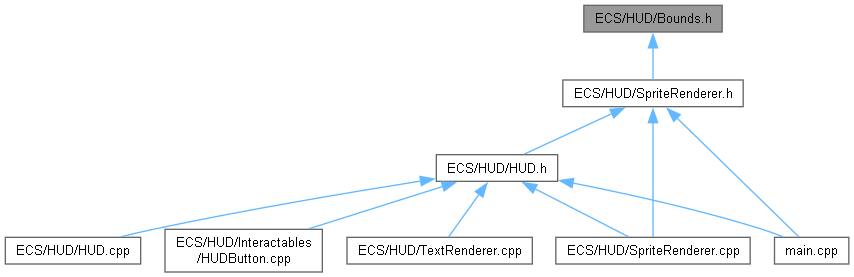 ECS/HUD/Bounds.h
ECS/HUD/SpriteRenderer.h
ECS/HUD/HUD.h
ECS/HUD/HUD.cpp
ECS/HUD/Interactables
/HUDButton.cpp
ECS/HUD/TextRenderer.cpp
ECS/HUD/SpriteRenderer.cpp
main.cpp